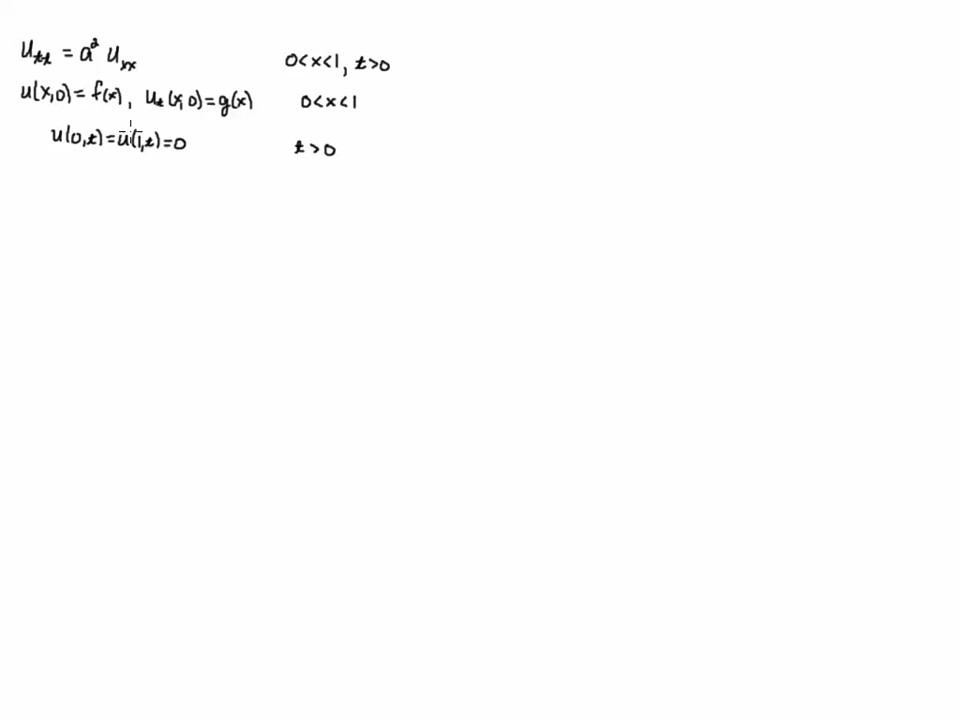 u_tt = a² u_xx 0<x<1, t>0
u(x,0)=f(x), u_t(x,0)=g(x) 0<x<1
u(0,t)=u(1,t)=0 t>0